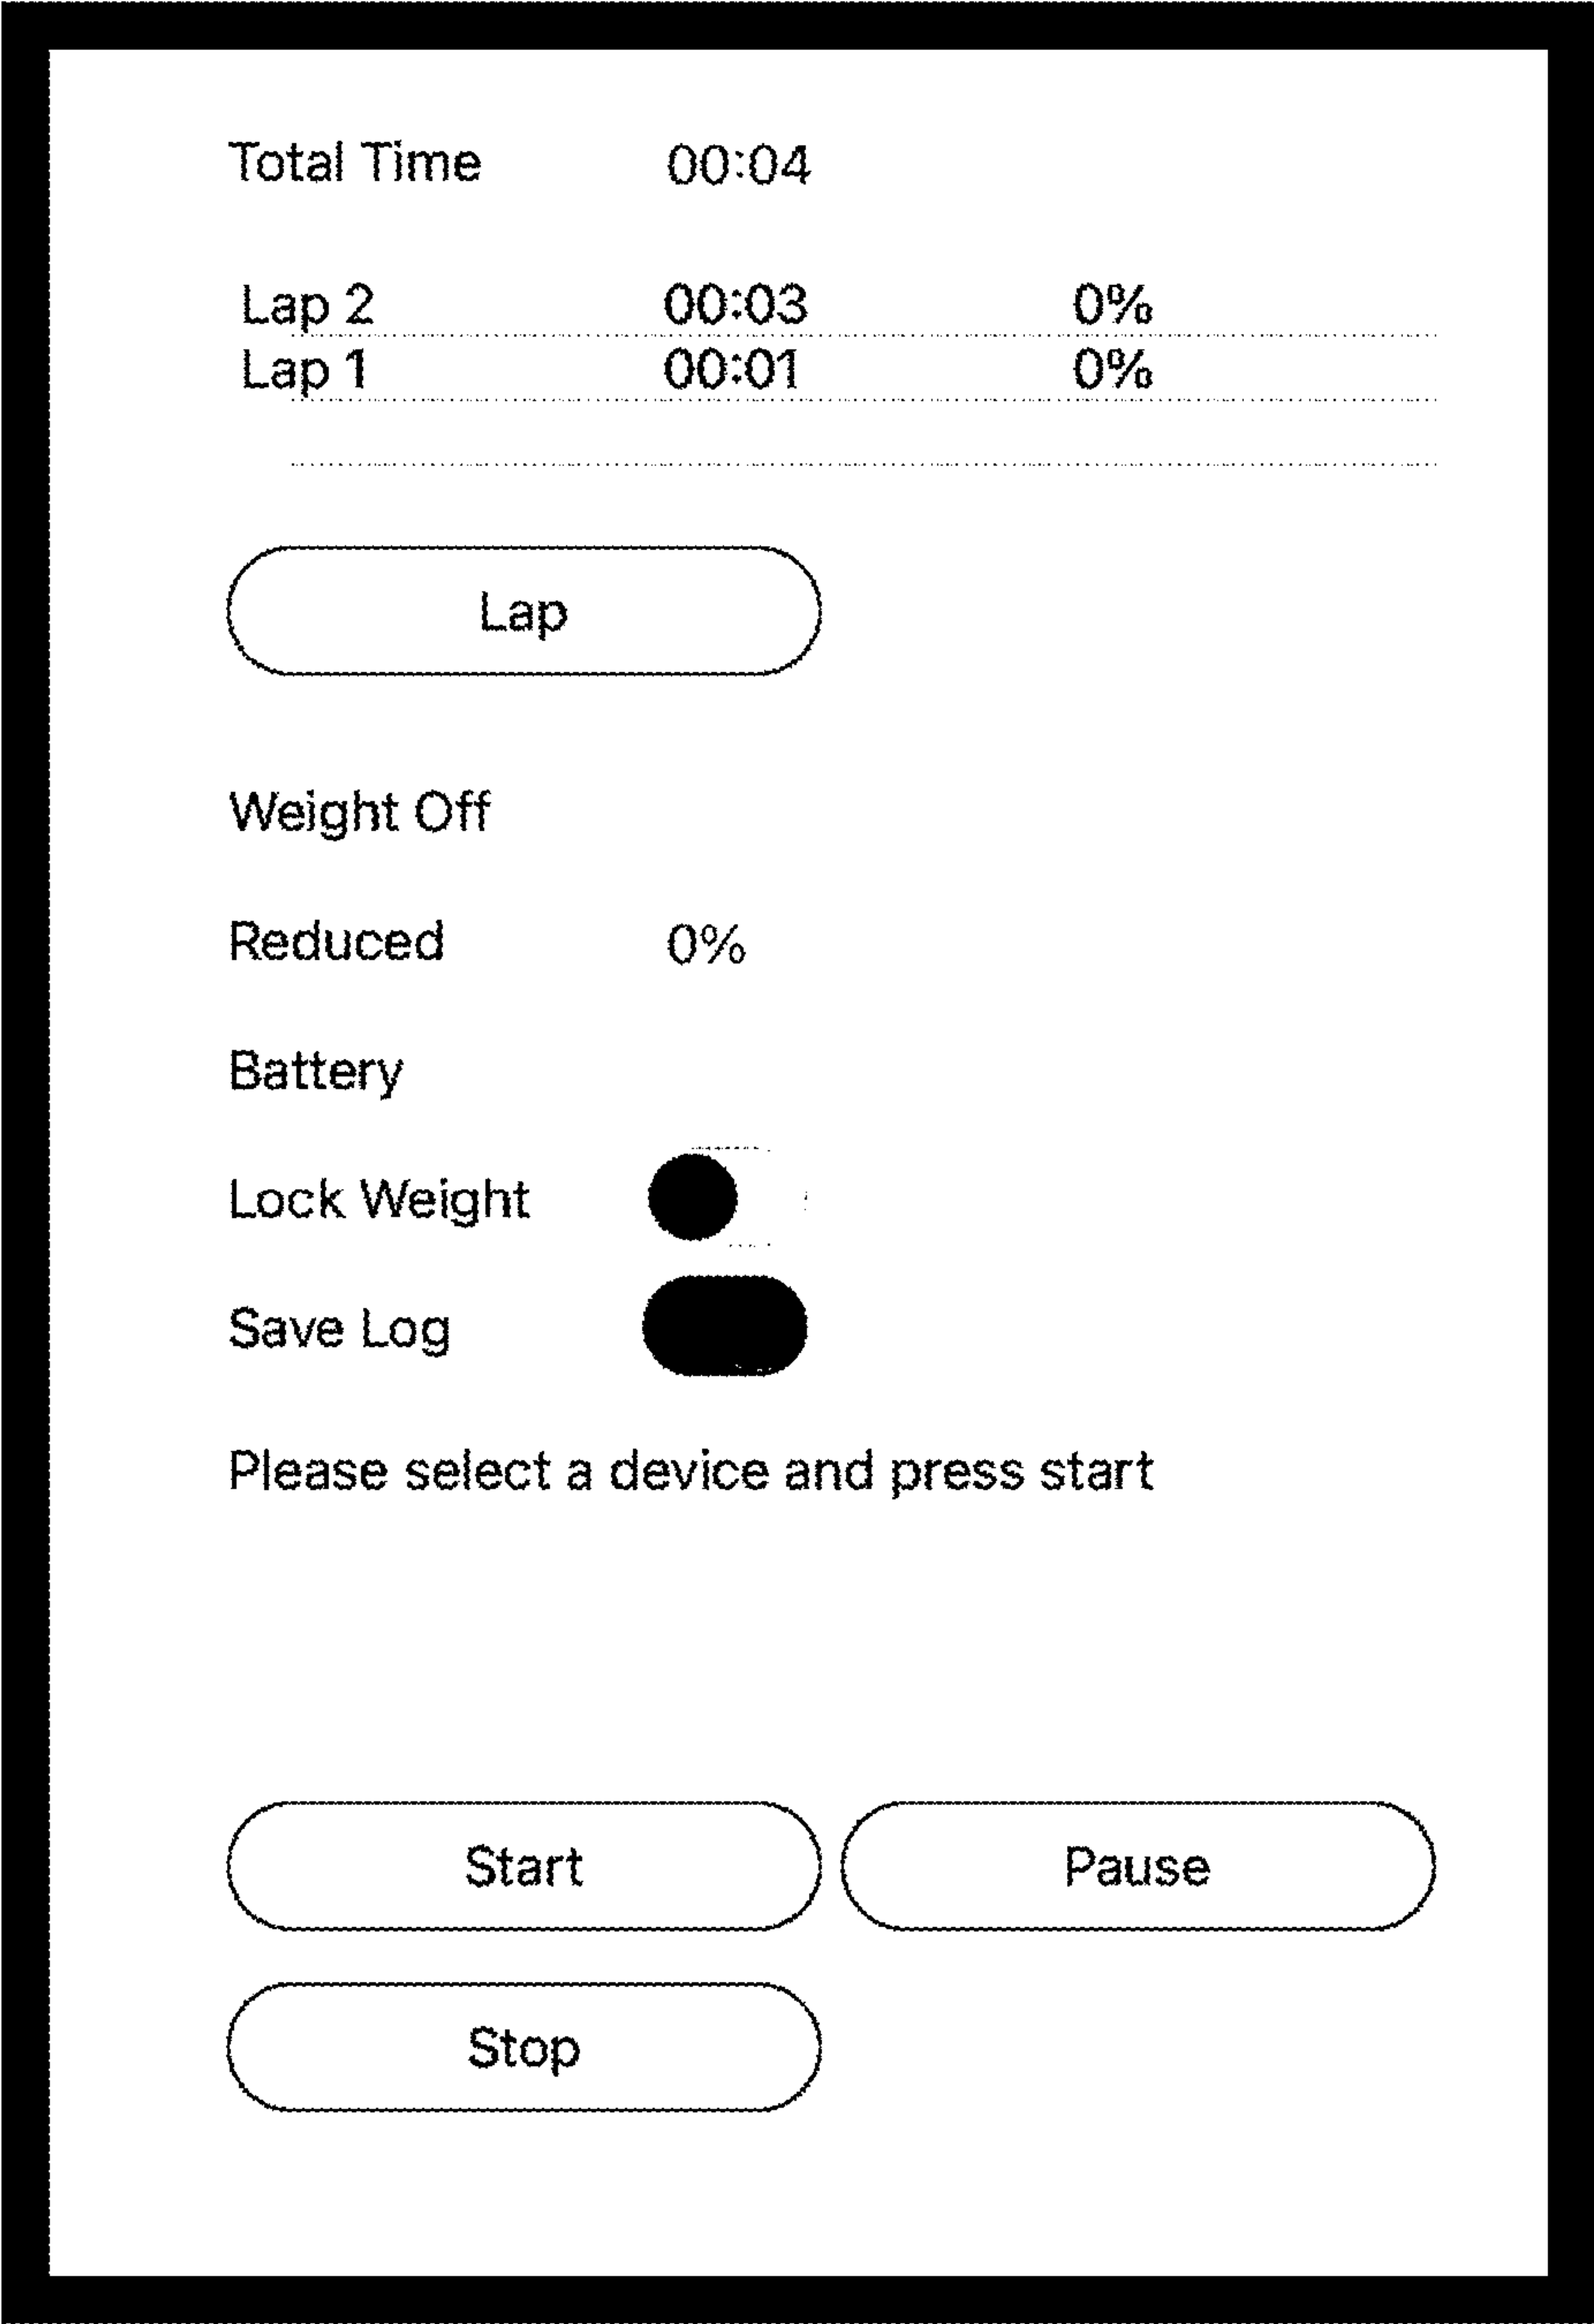 Total Time 00:04
Lap 2 00:03 0%
Lap 1 00:01 0%
Lap
Weight Off
Reduced 0%
Battery
Lock Weight
Save Log
Please select a device and press start
Start Pause
Stop